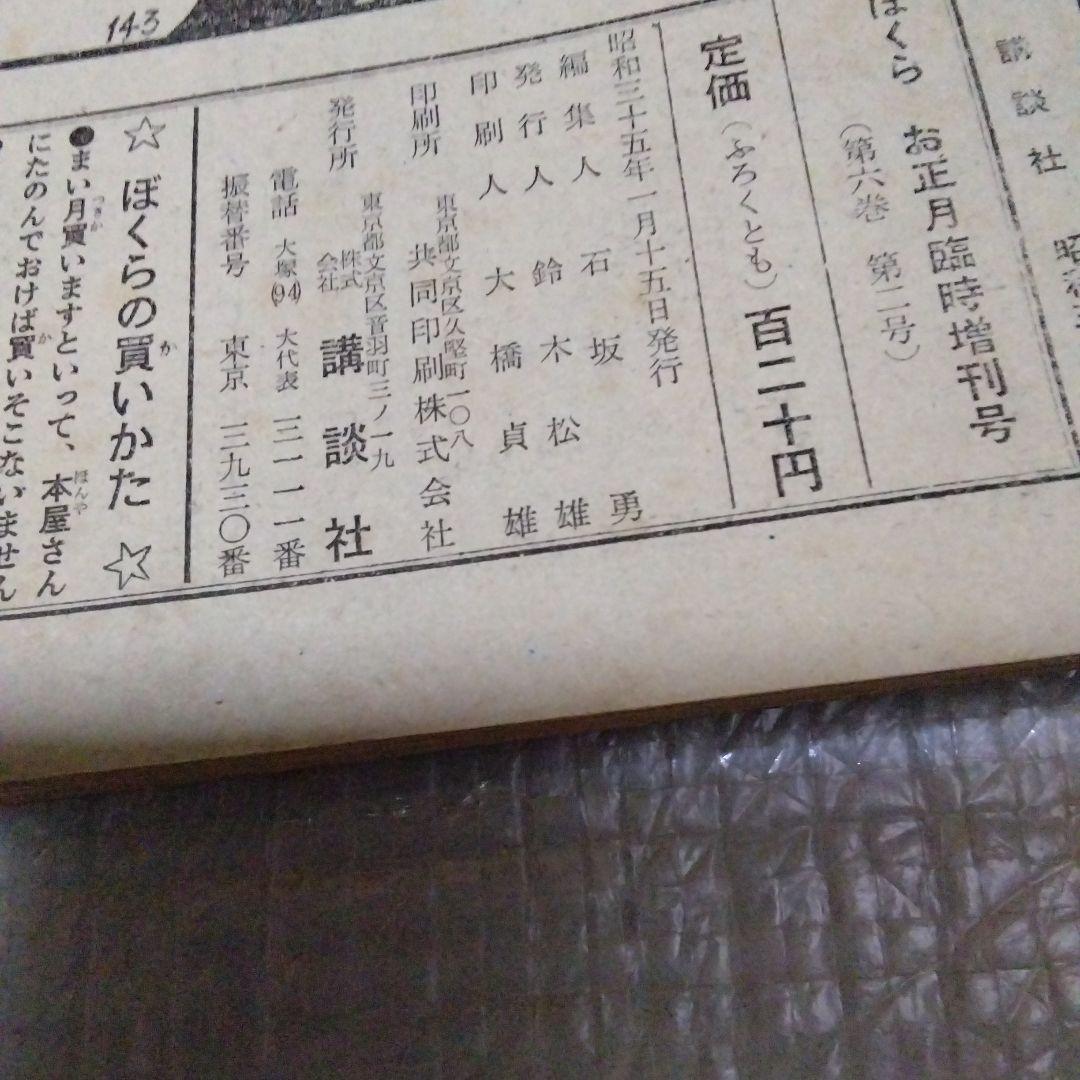 講談社
ぼくら お正月臨時増刊号
(第六巻 第二号)
定価(ふろくとも)百二十円
昭和三十五年一月十五日発行
編集人 石坂 勇
発行人 鈴木松雄
印刷人 大橋貞雄
東京都文京区久堅町一〇八
印刷所 共同印刷株式会社
東京都文京区音羽町三ノ一九
発行所 株式会社 講談社
電話 大塚(94) 大代表 一三一一一番
振替番号 東京 三九三〇番
☆ ぼくらの買いかた ☆
●まい月買いますといって、本屋さん
にたのんでおけば買いそこないません
143